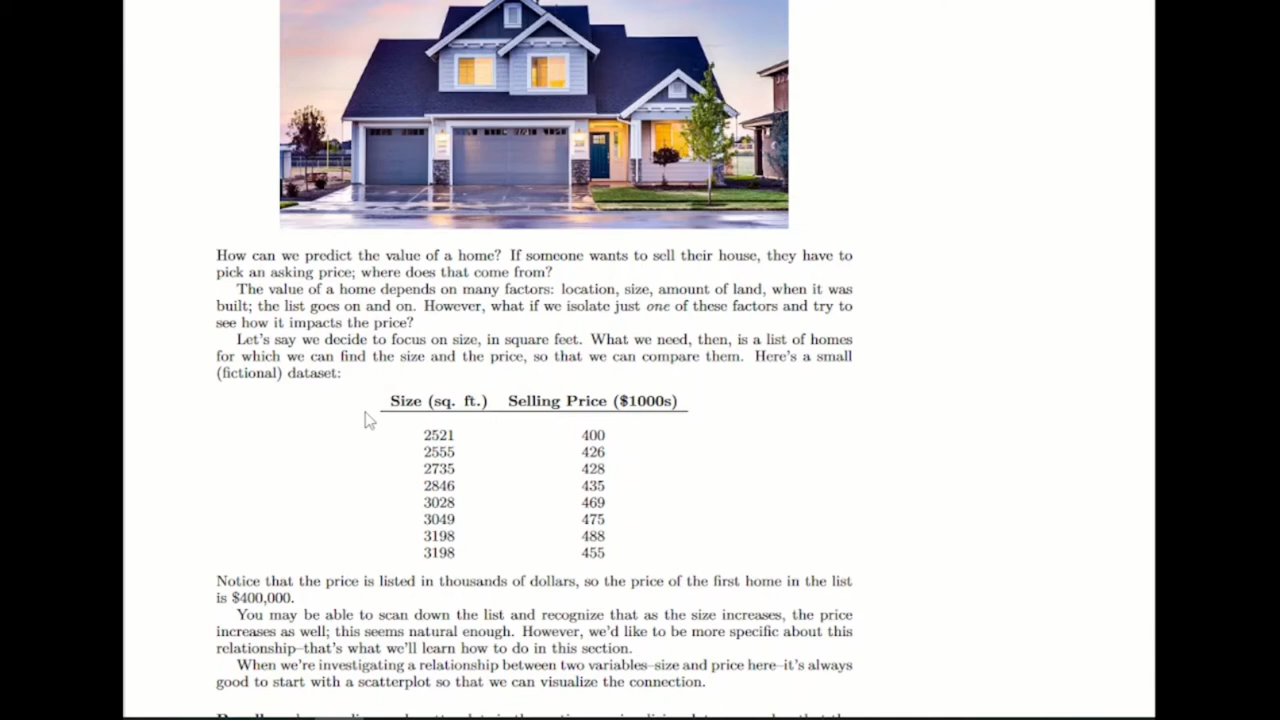 How can we predict the value of a home? If someone wants to sell their house, they have to
pick an asking price; where does that come from?
The value of a home depends on many factors: location, size, amount of land, when it was
built; the list goes on and on. However, what if we isolate just one of these factors and try to
see how it impacts the price?
Let's say we decide to focus on size, in square feet. What we need, then, is a list of homes
for which we can find the size and the price, so that we can compare them. Here's a small
(fictional) dataset:
Size (sq. ft.) Selling Price ($1000s)
2521 400
2555 426
2735 428
2846 435
3028 469
3049 475
3198 488
3198 455
Notice that the price is listed in thousands of dollars, so the price of the first home in the list
is $400,000.
You may be able to scan down the list and recognize that as the size increases, the price
increases as well; this seems natural enough. However, we'd like to be more specific about this
relationship–that's what we'll learn how to do in this section.
When we're investigating a relationship between two variables–size and price here–it's always
good to start with a scatterplot so that we can visualize the connection.